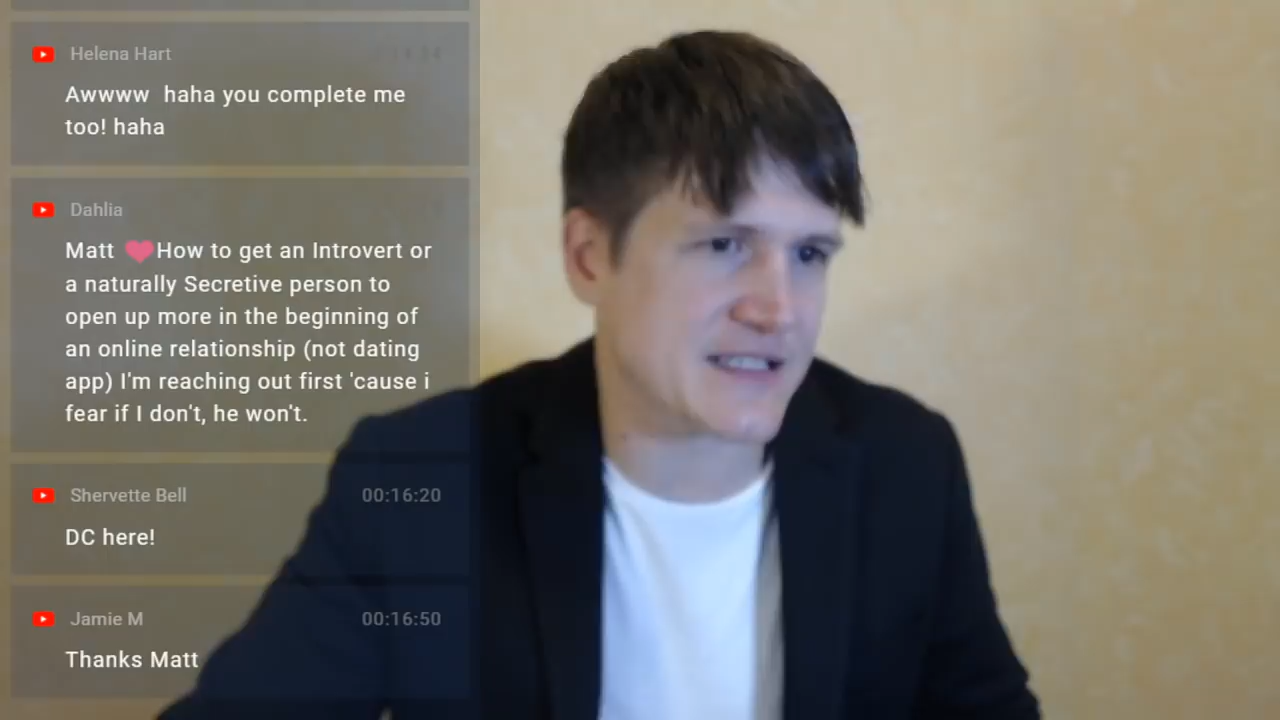 Helena Hart
Awwww haha you complete me
too! haha
Dahlia
Matt 💗How to get an Introvert or
a naturally Secretive person to
open up more in the beginning of
an online relationship (not dating
app) I'm reaching out first 'cause i
fear if I don't, he won't.
Shervette Bell 00:16:20
DC here!
Jamie M 00:16:50
Thanks Matt